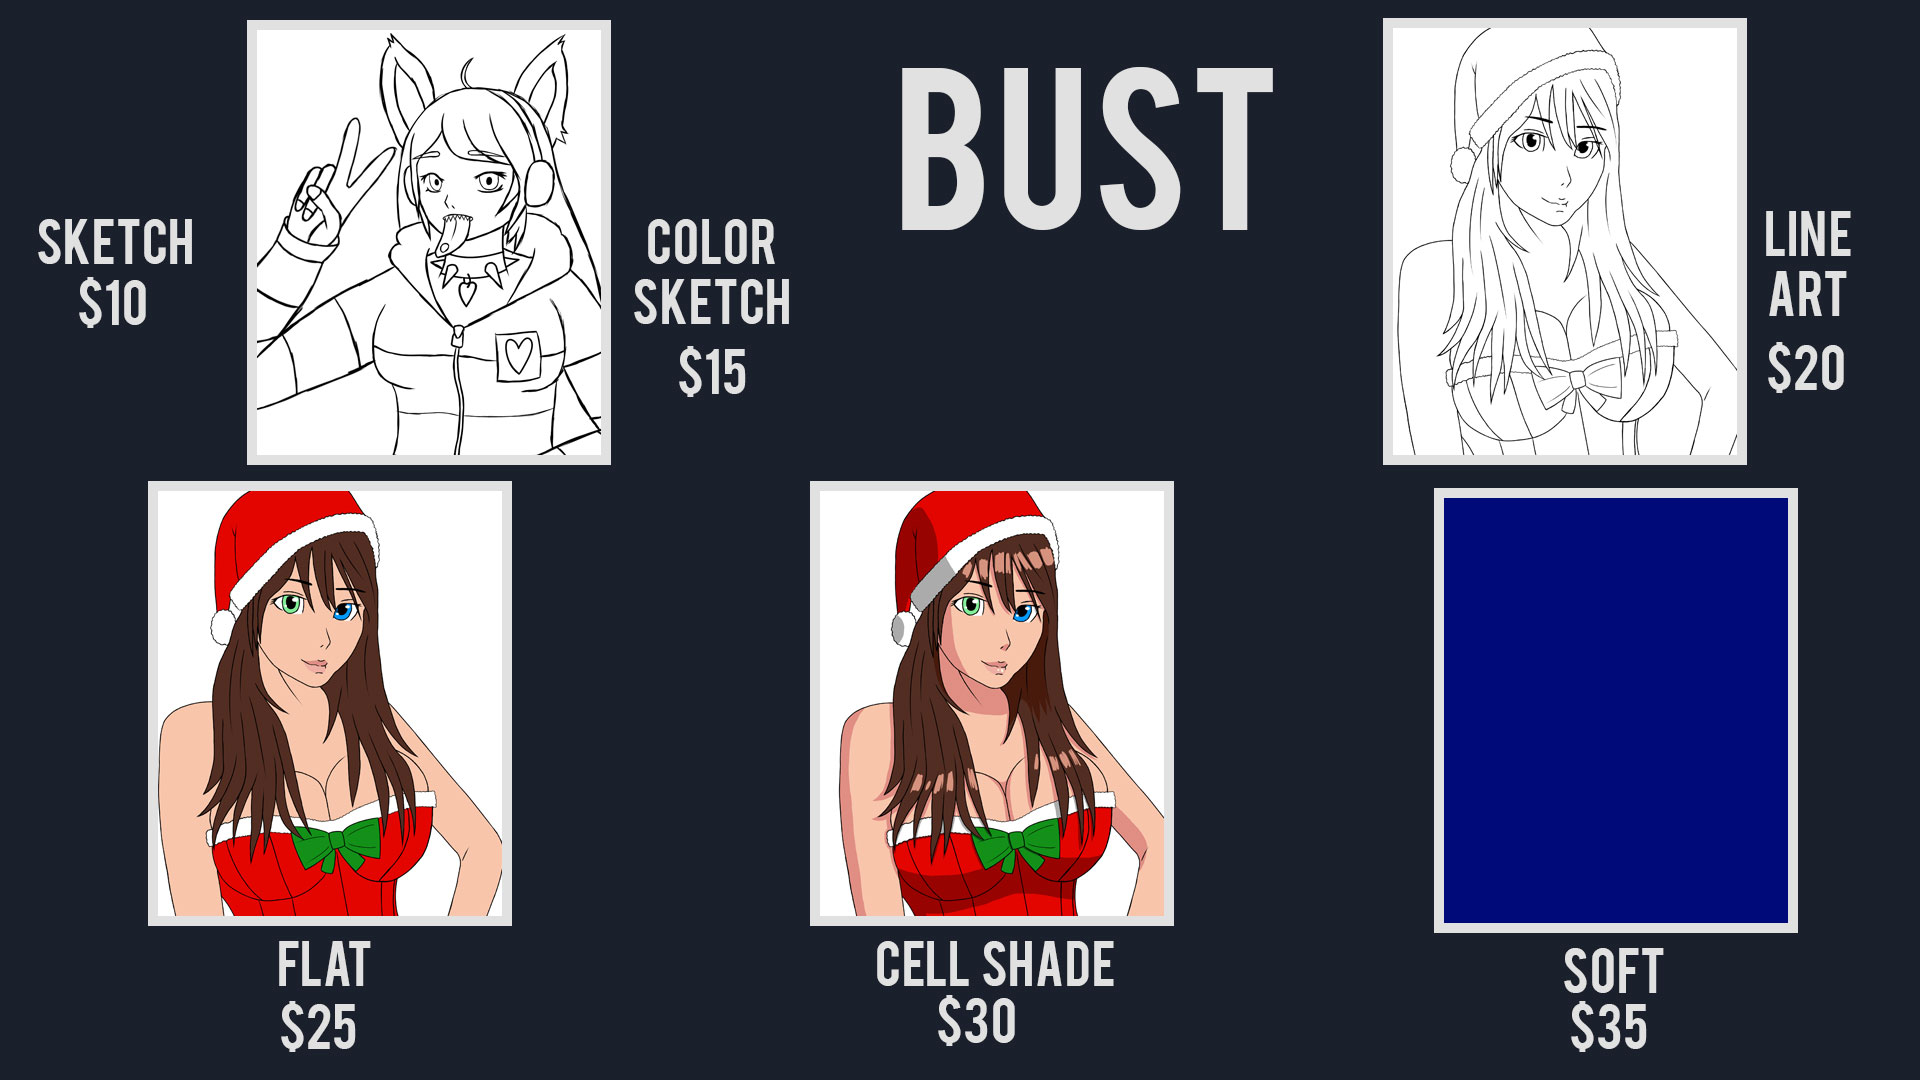 BUST
SKETCH
$10
COLOR
SKETCH
$15
LINE
ART
$20
FLAT
$25
CELL SHADE
$30
SOFT
$35